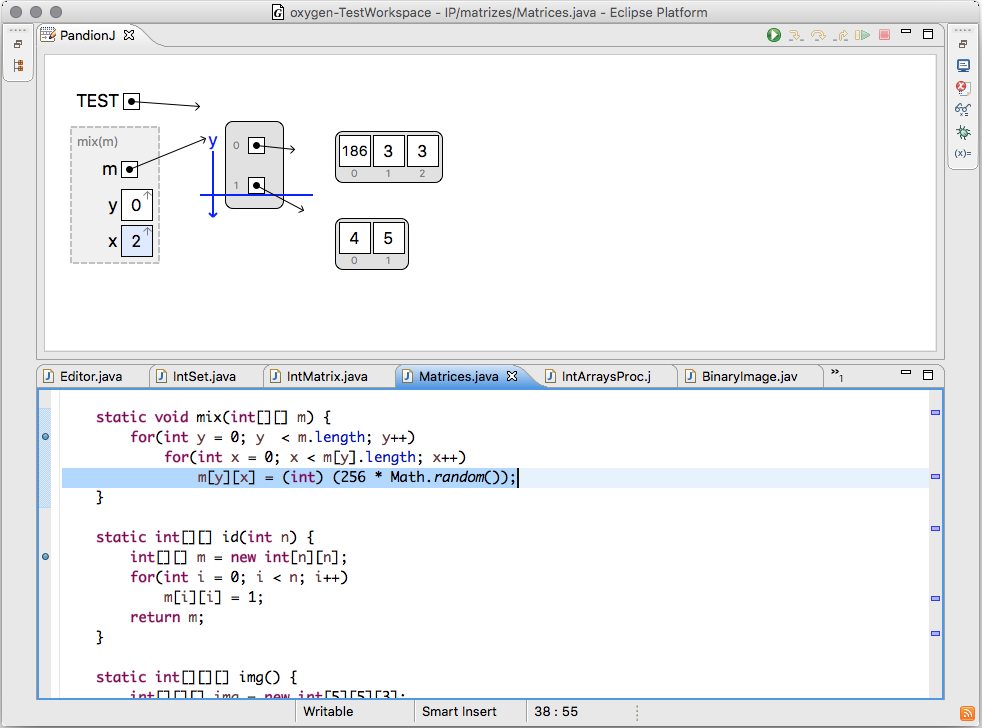 oxygen-TestWorkspace - IP/matrizes/Matrices.java - Eclipse Platform
PandionJ
TEST
mix(m)
m
y 0
x 2
y
0
1
186 3 3
0 1 2
4 5
0 1
(x)=
Editor.java IntSet.java IntMatrix.java Matrices.java IntArraysProc.j BinaryImage.jav »1
static void mix(int[][] m) {
for(int y = 0; y  < m.length; y++)
for(int x = 0; x < m[y].length; x++)
m[y][x] = (int) (256 * Math.random());
}
static int[][] id(int n) {
int[][] m = new int[n][n];
for(int i = 0; i < n; i++)
m[i][i] = 1;
return m;
}
static int[][][] img() {
int[][][] img = new int[5][5][3];
Writable Smart Insert 38 : 55